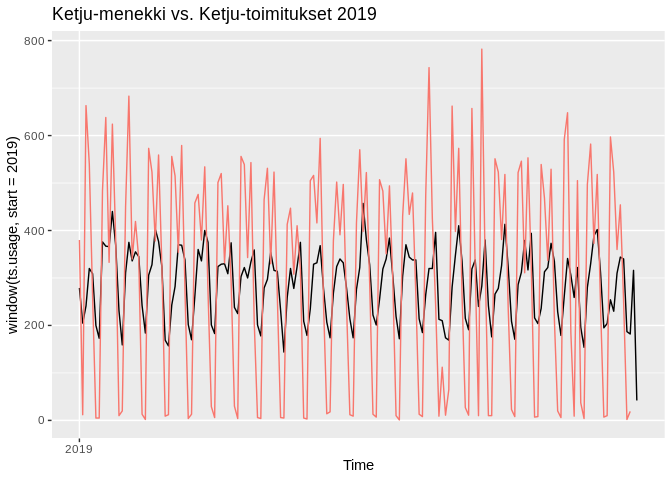 Ketju-menekki vs. Ketju-toimitukset 2019
800
600
400
200
0
window(ts.usage, start = 2019)
2019
Time